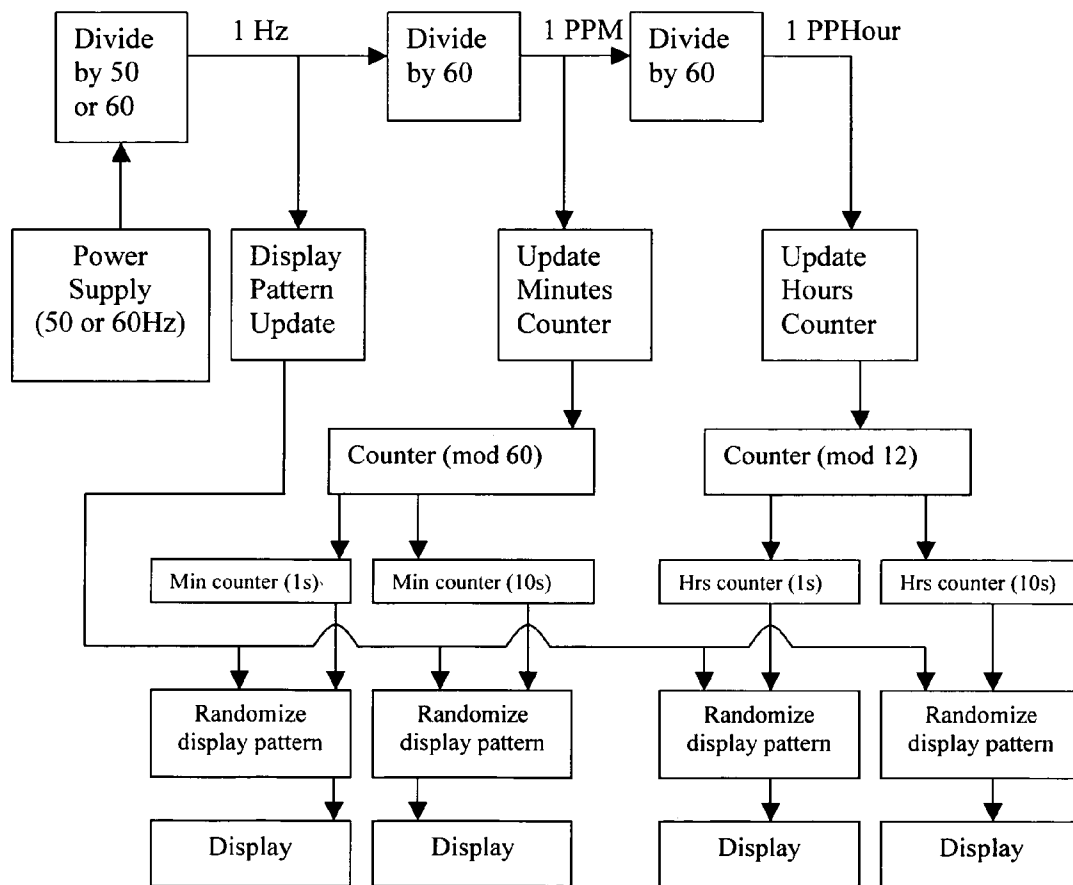 Divide
by 50
or 60
1 Hz
Divide
by 60
1 PPM
Divide
by 60
1 PPHour
Power
Supply
(50 or 60Hz)
Display
Pattern
Update
Update
Minutes
Counter
Update
Hours
Counter
Counter (mod 60)
Counter (mod 12)
Min counter (1s)
Min counter (10s)
Hrs counter (1s)
Hrs counter (10s)
Randomize
display pattern
Randomize
display pattern
Randomize
display pattern
Randomize
display pattern
Display
Display
Display
Display